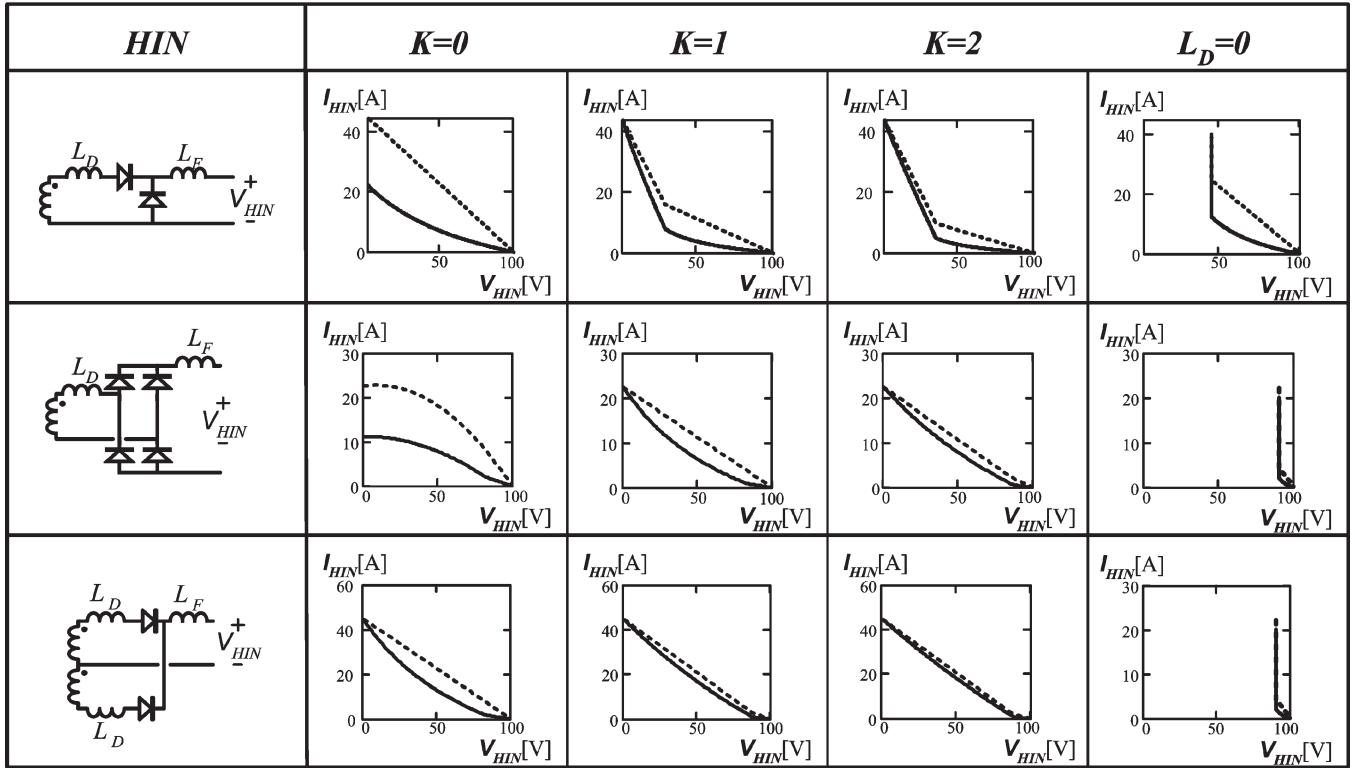 HIN K=0 K=1 K=2 L_D=0
L_D L_F + V_HIN −
I_HIN[A] 40 20 0 50 100 V_HIN[V]
I_HIN[A] 40 20 0 50 100 V_HIN[V]
I_HIN[A] 40 20 0 50 100 V_HIN[V]
I_HIN[A] 40 20 0 50 100 V_HIN[V]
L_D L_F + V_HIN −
I_HIN[A] 30 20 10 0 0 50 100 V_HIN[V]
I_HIN[A] 30 20 10 0 0 50 100 V_HIN[V]
I_HIN[A] 30 20 10 0 0 50 100 V_HIN[V]
I_HIN[A] 30 20 10 0 0 50 100 V_HIN[V]
L_D L_F + V_HIN − L_D
I_HIN[A] 60 40 20 0 0 50 100 V_HIN[V]
I_HIN[A] 60 40 20 0 0 50 100 V_HIN[V]
I_HIN[A] 60 40 20 0 0 50 100 V_HIN[V]
I_HIN[A] 30 20 10 0 0 50 100 V_HIN[V]